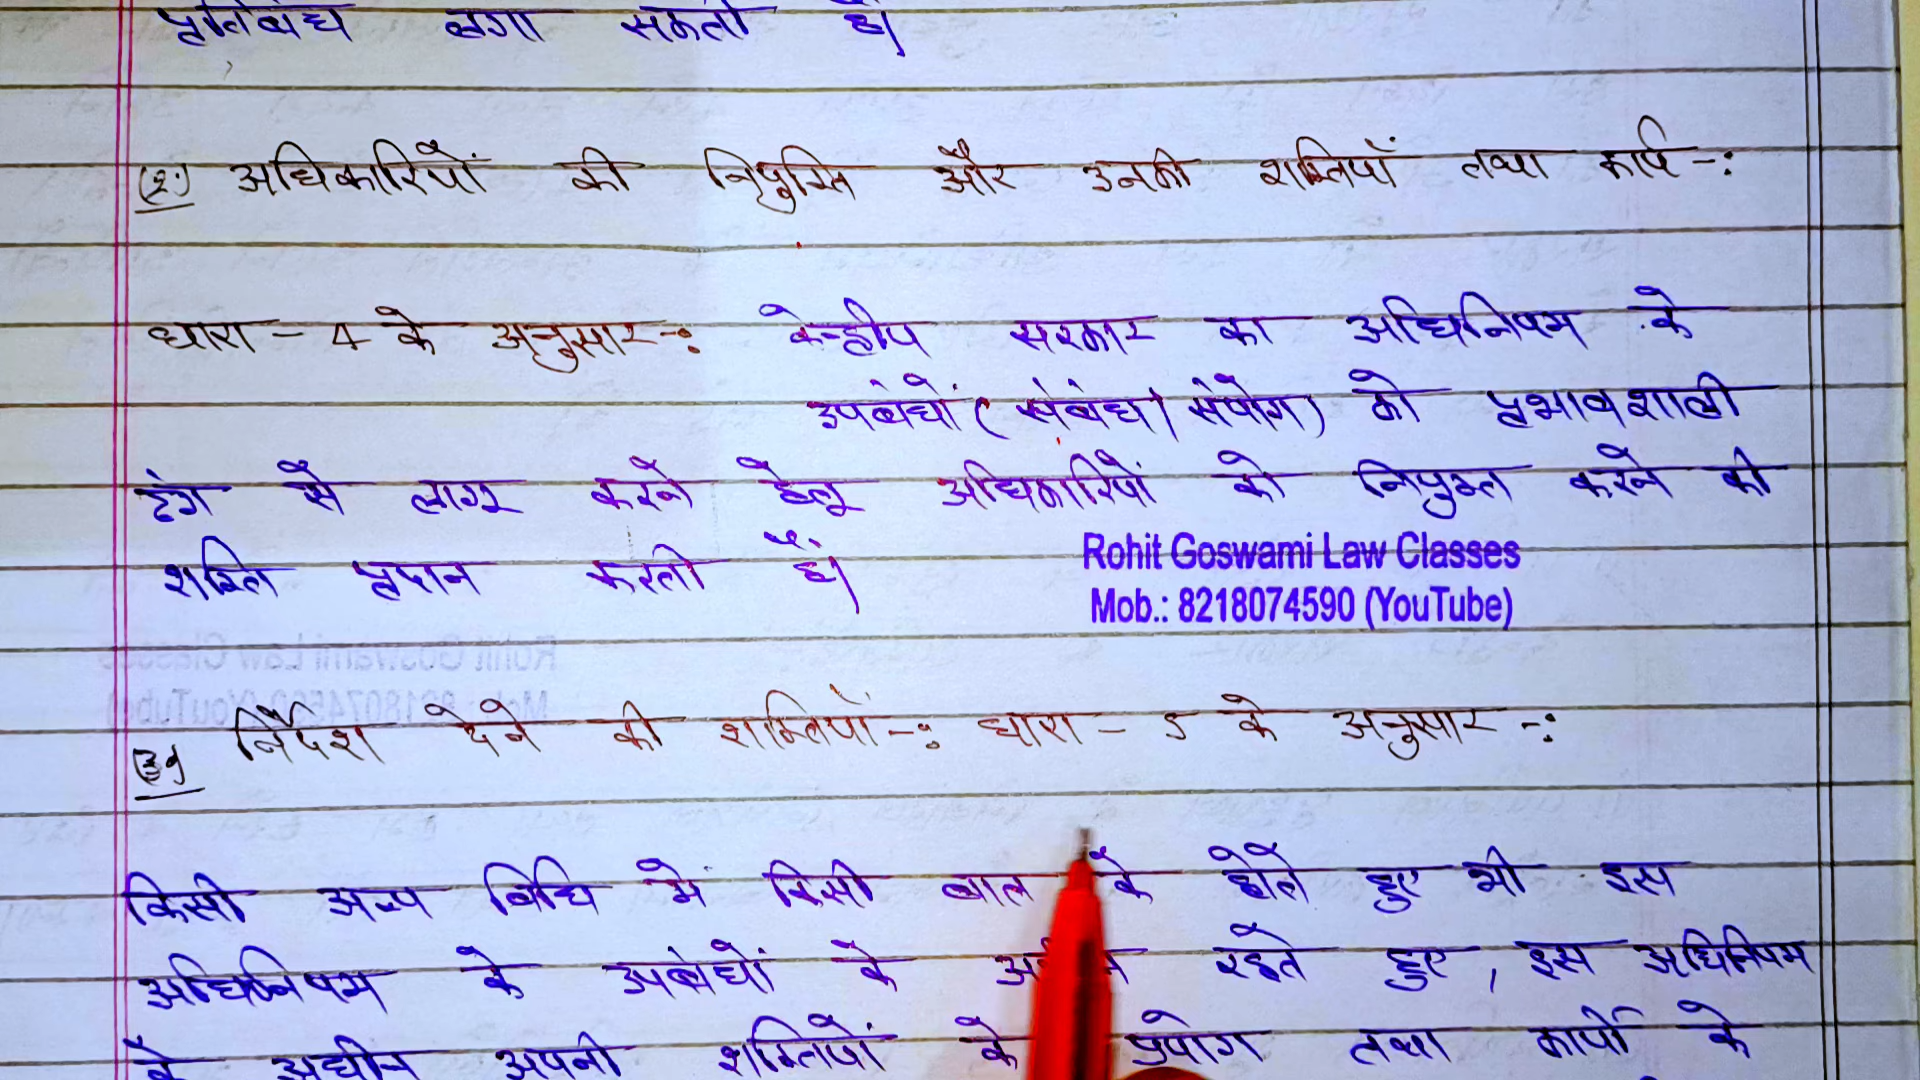 प्रतिबंध लगा सकती है।
(2.) अधिकारियों की नियुक्ति और उनकी शक्तियाँ तथा कार्य -:
धारा - 4 के अनुसार -: केन्द्रीय सरकार का अधिनियम के
उपबंधों ( संबंध / संयोग ) को प्रभावशाली
ढंग से लागू करने हेतू अधिकारियों को नियुक्त करने की
शक्ति प्रदान करती है।
Rohit Goswami Law Classes
Mob.: 8218074590 (YouTube)
(3.) निर्देश देने की शक्तियाँ -: धारा - 5 के अनुसार -:
किसी अन्य विधि में किसी बात के होते हुए भी इस
अधिनियम के उपबंधों के रहते हुए , इस अधिनियम
के अधीन अपनी शक्तियों के प्रयोग तथा कार्यो के